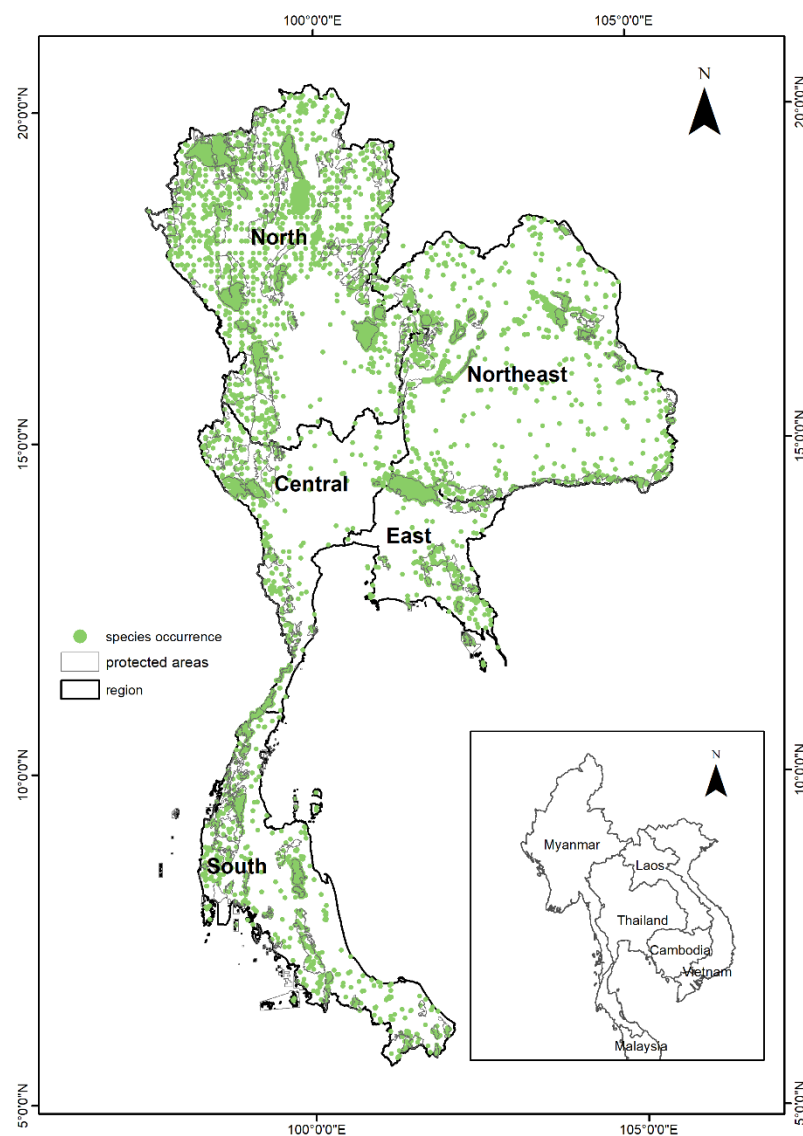 100°0'0"E 105°0'0"E
20°0'0"N 20°0'0"N
N
North
Northeast
15°0'0"N 15°0'0"N
Central
East
species occurrence
protected areas
region
10°0'0"N 10°0'0"N
N
Myanmar
Laos
South
Thailand
Cambodia
Vietnam
Malaysia
5°0'0"N 5°0'0"N
100°0'0"E 105°0'0"E